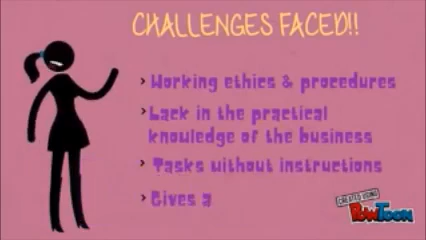 CHALLENGES FACED!!
> Working ethics & procedures
> Lack in the practical
knowledge of the business
> Tasks without instructions
> Gives a
CREATED USING
POWTOON